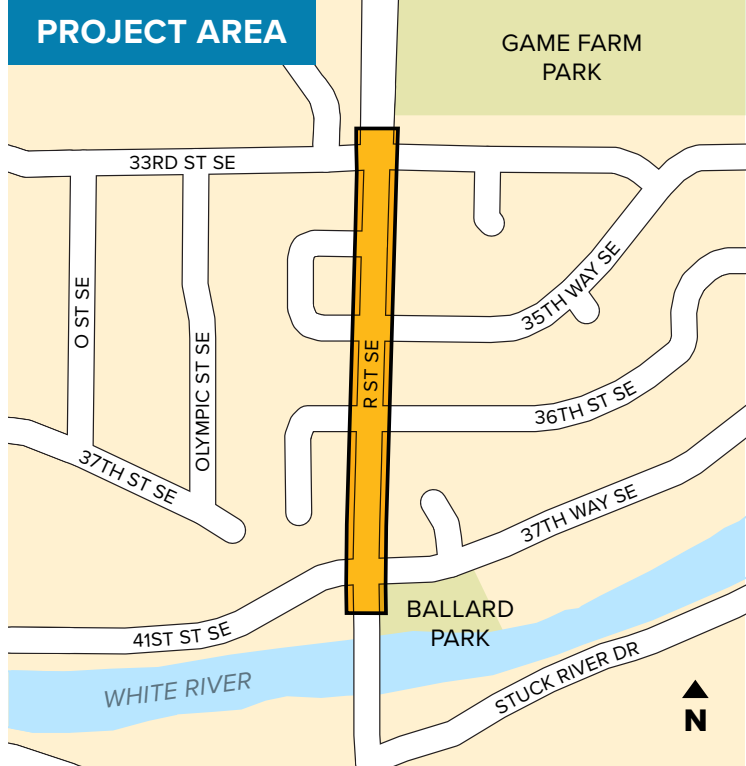 PROJECT AREA
GAME FARM
PARK
33RD ST SE
35TH WAY SE
O ST SE
OLYMPIC ST SE
R ST SE
36TH ST SE
37TH ST SE
37TH WAY SE
BALLARD
PARK
41ST ST SE
STUCK RIVER DR
WHITE RIVER
N